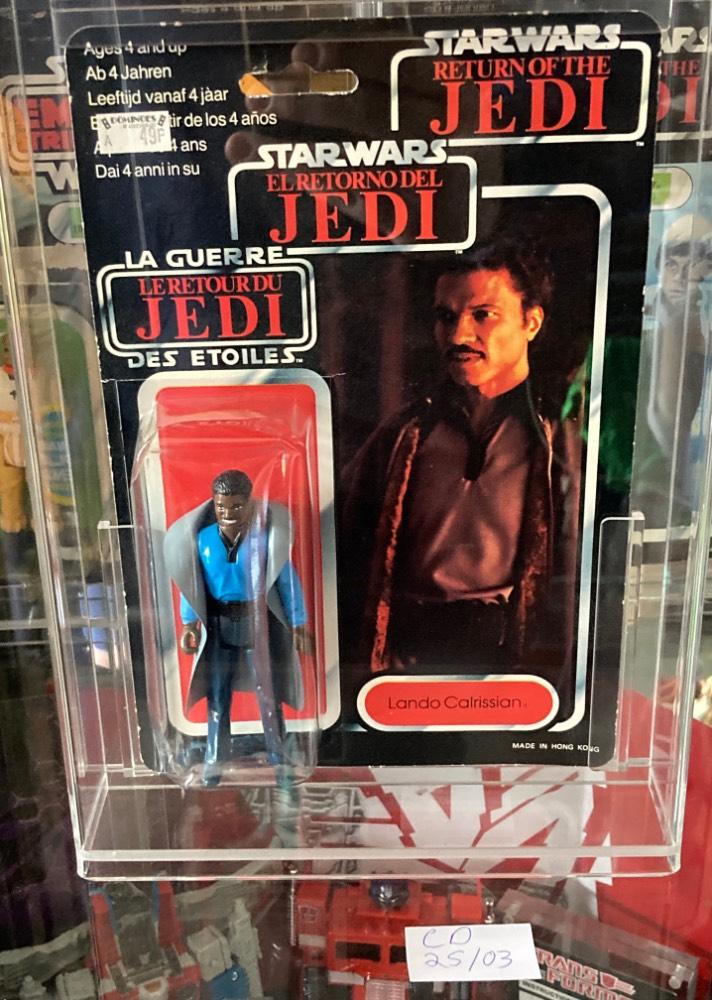 Ages 4 and up
Ab 4 Jahren
Leeftijd vanaf 4 jaar
tir de los 4 años
4 ans
Dai 4 anni in su
DOMINOES
A 49P
STAR WARS
RETURN OF THE
JEDI
STAR WARS
EL RETORNO DEL
JEDI
LA GUERRE
LE RETOUR DU
JEDI
DES ETOILES
Lando Calrissian
MADE IN HONG KONG
CD
25/03